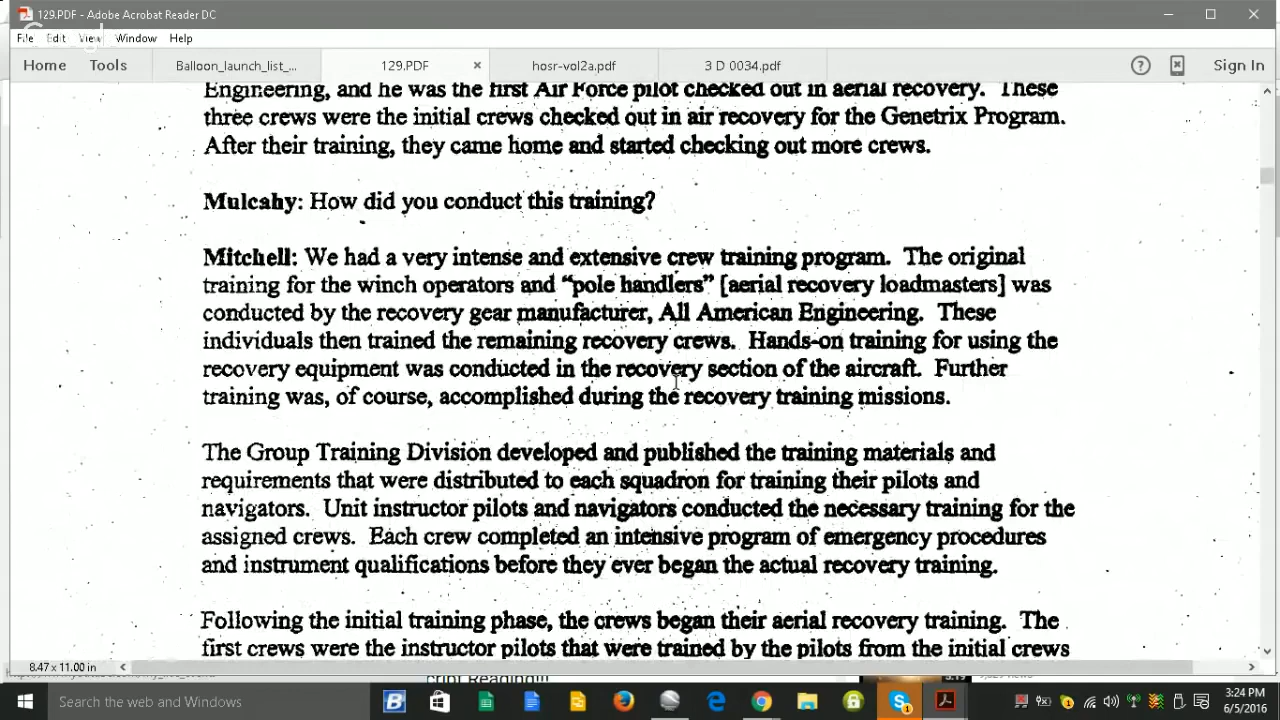 129.PDF - Adobe Acrobat Reader DC
Google
File Edit View Window Help
Home Tools Balloon_launch_list_... 129.PDF × hosr-vol2a.pdf 3 D 0034.pdf Sign In
Engineering, and he was the first Air Force pilot checked out in aerial recovery. These
three crews were the initial crews checked out in air recovery for the Genetrix Program.
After their training, they came home and started checking out more crews.
Mulcahy: How did you conduct this training?
Mitchell: We had a very intense and extensive crew training program. The original
training for the winch operators and “pole handlers” [aerial recovery loadmasters] was
conducted by the recovery gear manufacturer, All American Engineering. These
individuals then trained the remaining recovery crews. Hands-on training for using the
recovery equipment was conducted in the recovery section of the aircraft. Further
training was, of course, accomplished during the recovery training missions.
The Group Training Division developed and published the training materials and
requirements that were distributed to each squadron for training their pilots and
navigators. Unit instructor pilots and navigators conducted the necessary training for the
assigned crews. Each crew completed an intensive program of emergency procedures
and instrument qualifications before they ever began the actual recovery training.
Following the initial training phase, the crews began their aerial recovery training. The
first crews were the instructor pilots that were trained by the pilots from the initial crews
8.47 x 11.00 in
cript Reading!!!
Search the web and Windows
3:24 PM
6/5/2016